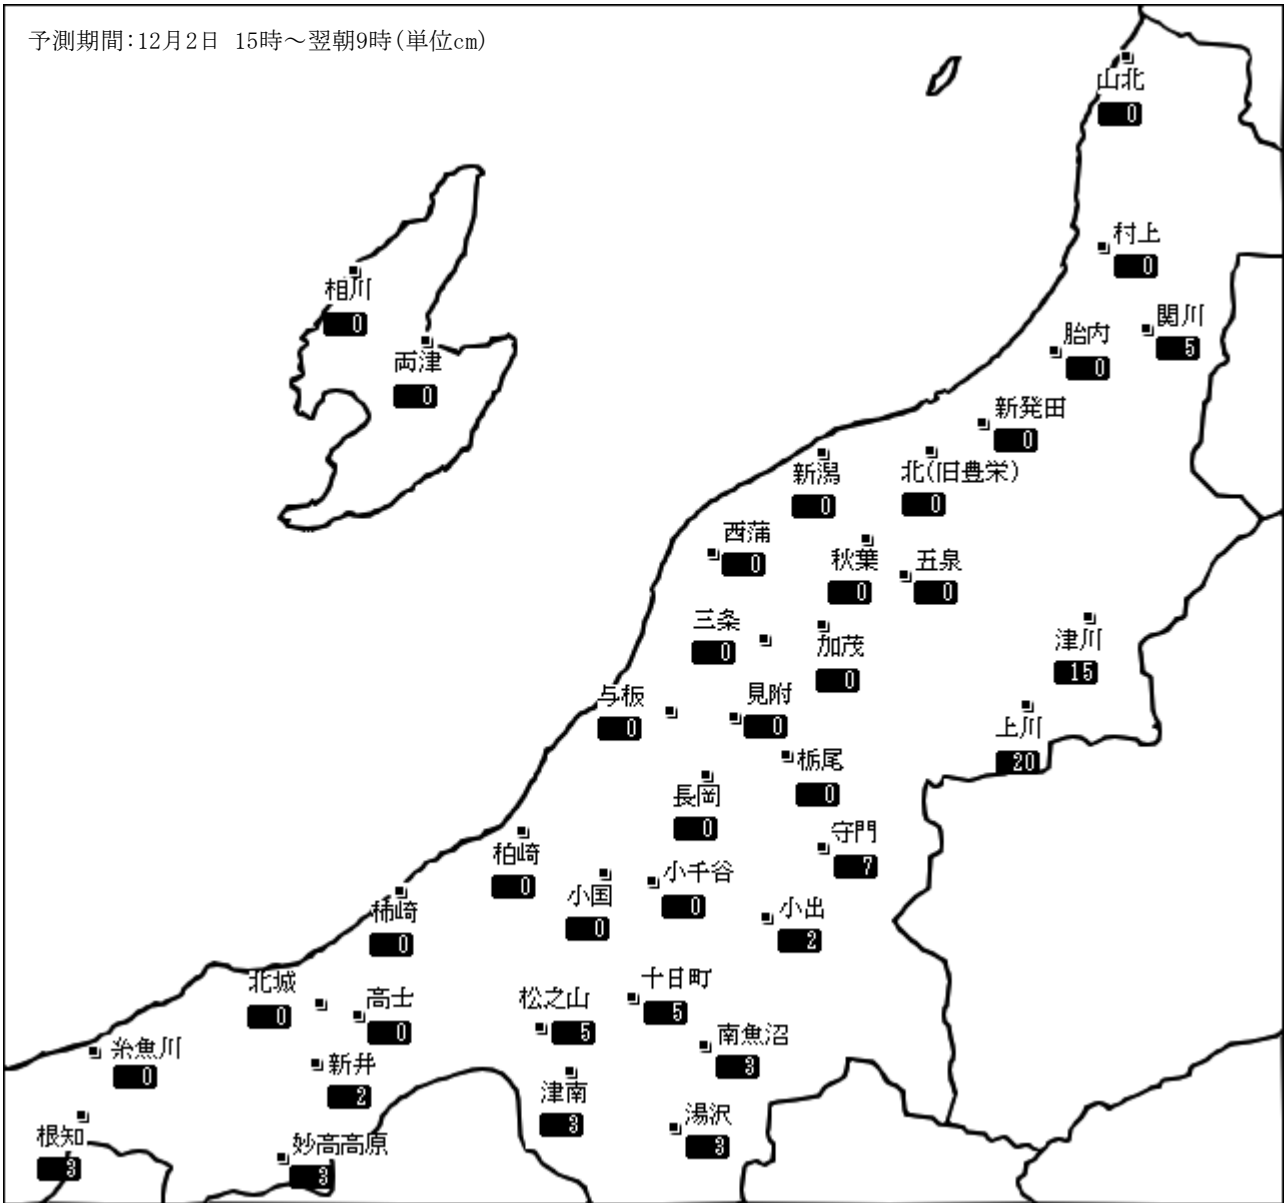 予測期間:12月2日 15時～翌朝9時(単位cm)
山北
0
村上
0
関川
5
胎内
0
相川
0
両津
0
新発田
0
新潟
0
北(旧豊栄)
0
西蒲
0
秋葉
0
五泉
0
三条
0
加茂
0
津川
15
与板
0
見附
0
上川
20
栃尾
0
長岡
0
守門
7
柏崎
0
小国
0
小千谷
0
小出
2
柿崎
0
北城
0
高士
0
松之山
5
十日町
5
南魚沼
3
糸魚川
0
新井
2
津南
3
湯沢
3
根知
3
妙高高原
3